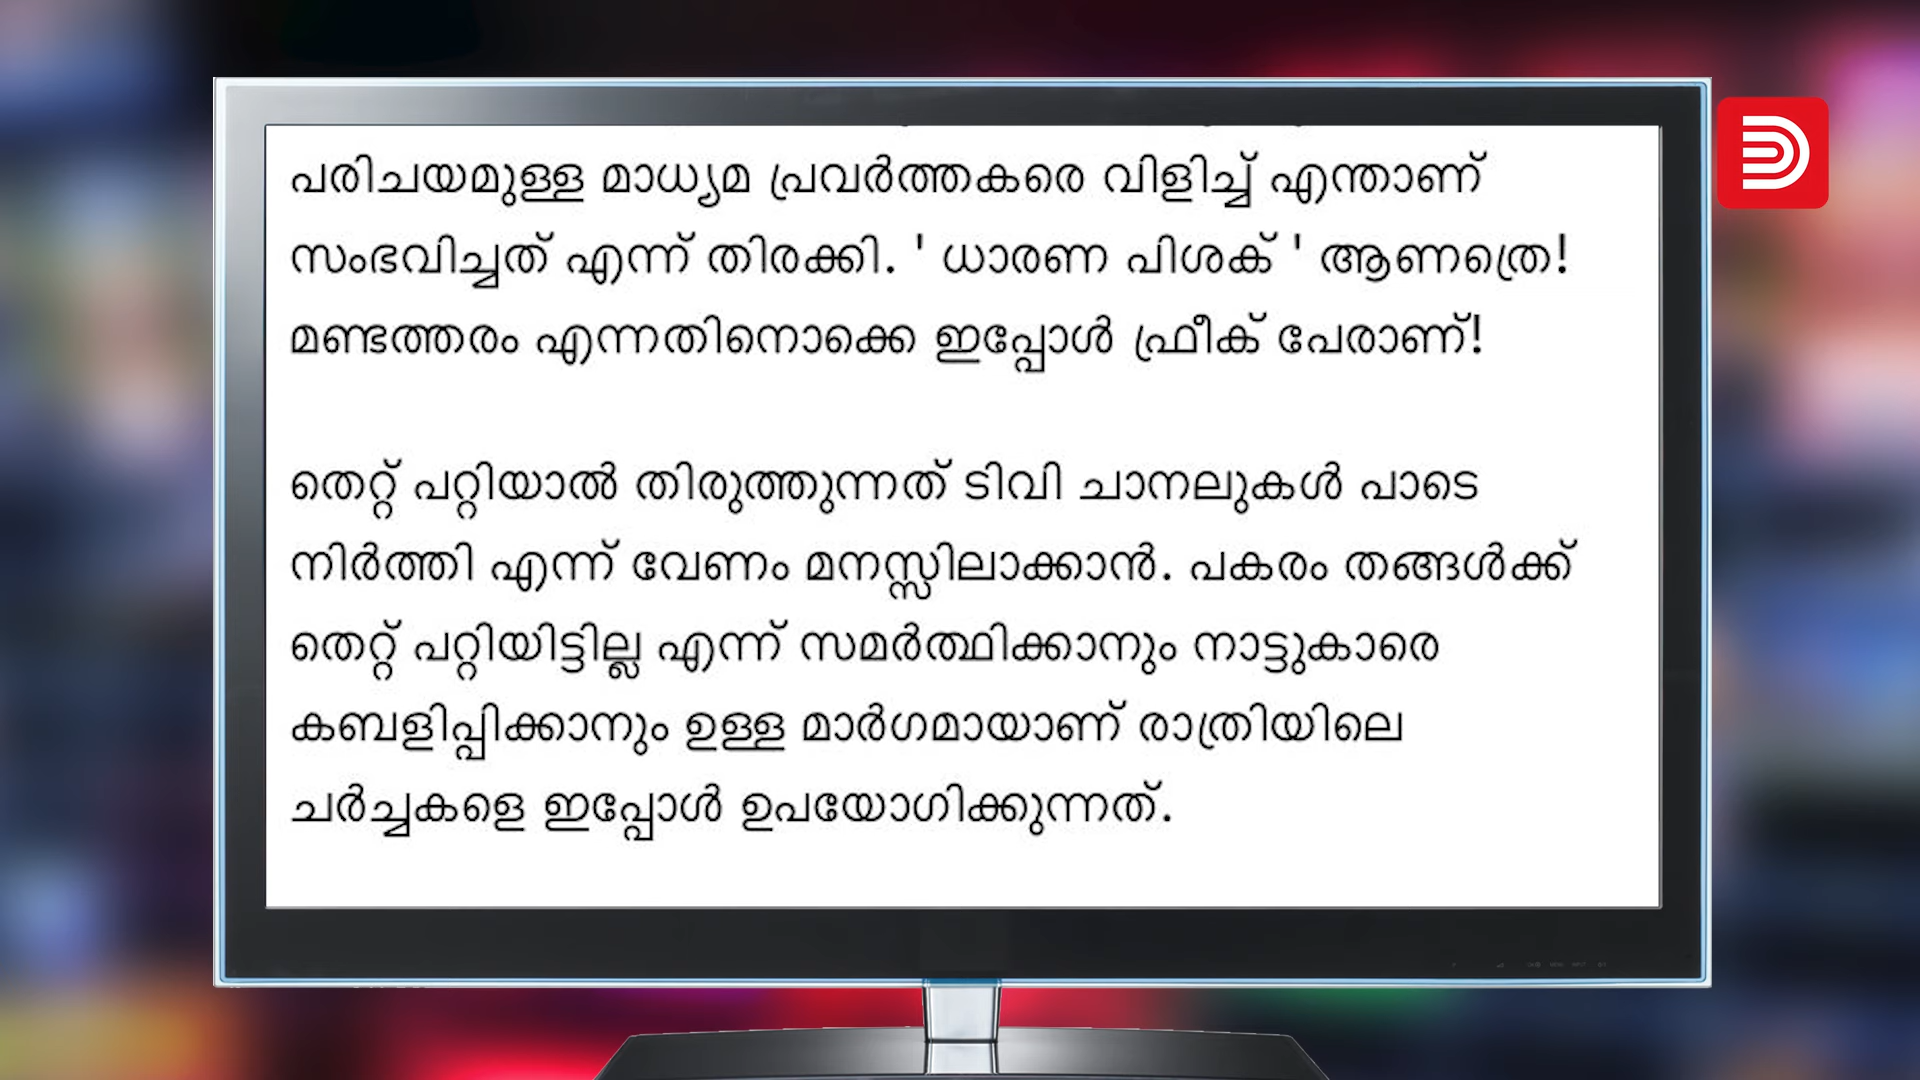 പരിചയമുള്ള മാധ്യമ പ്രവർത്തകരെ വിളിച്ച് എന്താണ്
സംഭവിച്ചത് എന്ന് തിരക്കി. ' ധാരണ പിശക് ' ആണത്രെ!
മണ്ടത്തരം എന്നതിനൊക്കെ ഇപ്പോൾ ഫ്രീക് പേരാണ്!
തെറ്റ് പറ്റിയാൽ തിരുത്തുന്നത് ടിവി ചാനലുകൾ പാടെ
നിർത്തി എന്ന് വേണം മനസ്സിലാക്കാൻ. പകരം തങ്ങൾക്ക്
തെറ്റ് പറ്റിയിട്ടില്ല എന്ന് സമർത്ഥിക്കാനും നാട്ടുകാരെ
കബളിപ്പിക്കാനും ഉള്ള മാർഗമായാണ് രാത്രിയിലെ
ചർച്ചകളെ ഇപ്പോൾ ഉപയോഗിക്കുന്നത്.